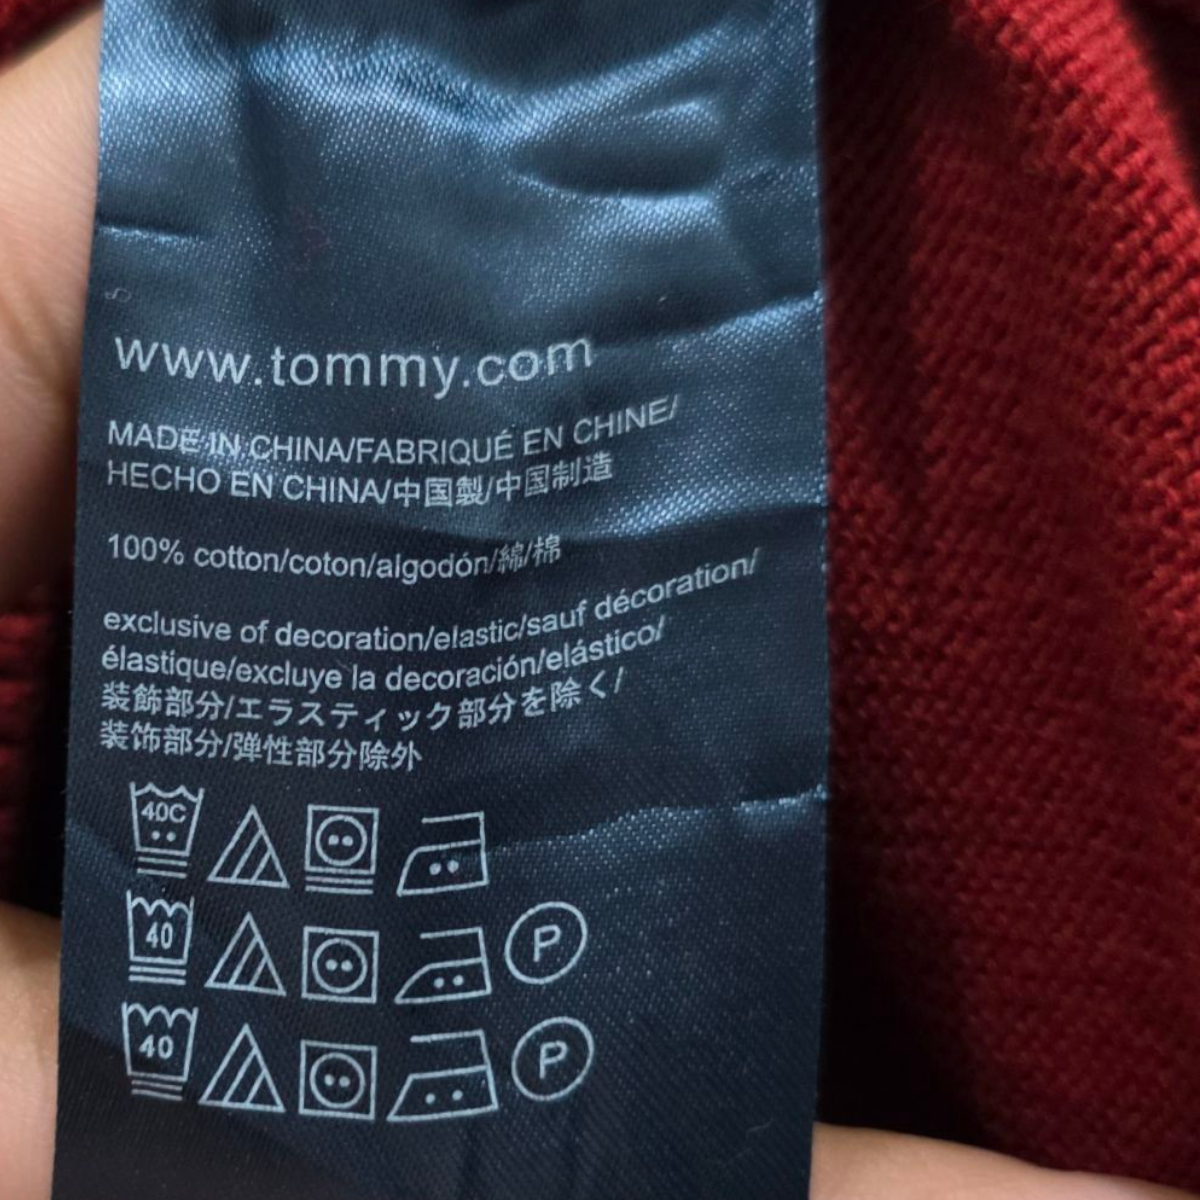 www.tommy.com
MADE IN CHINA/FABRIQUÉ EN CHINE/
HECHO EN CHINA/中国製/中国制造
100% cotton/coton/algodón/綿/棉
exclusive of decoration/elastic/sauf décoration/
élastique/excluye la decoración/elástico/
装飾部分/エラスティック部分を除く/
装饰部分/弹性部分除外
40C
40 P
40 P